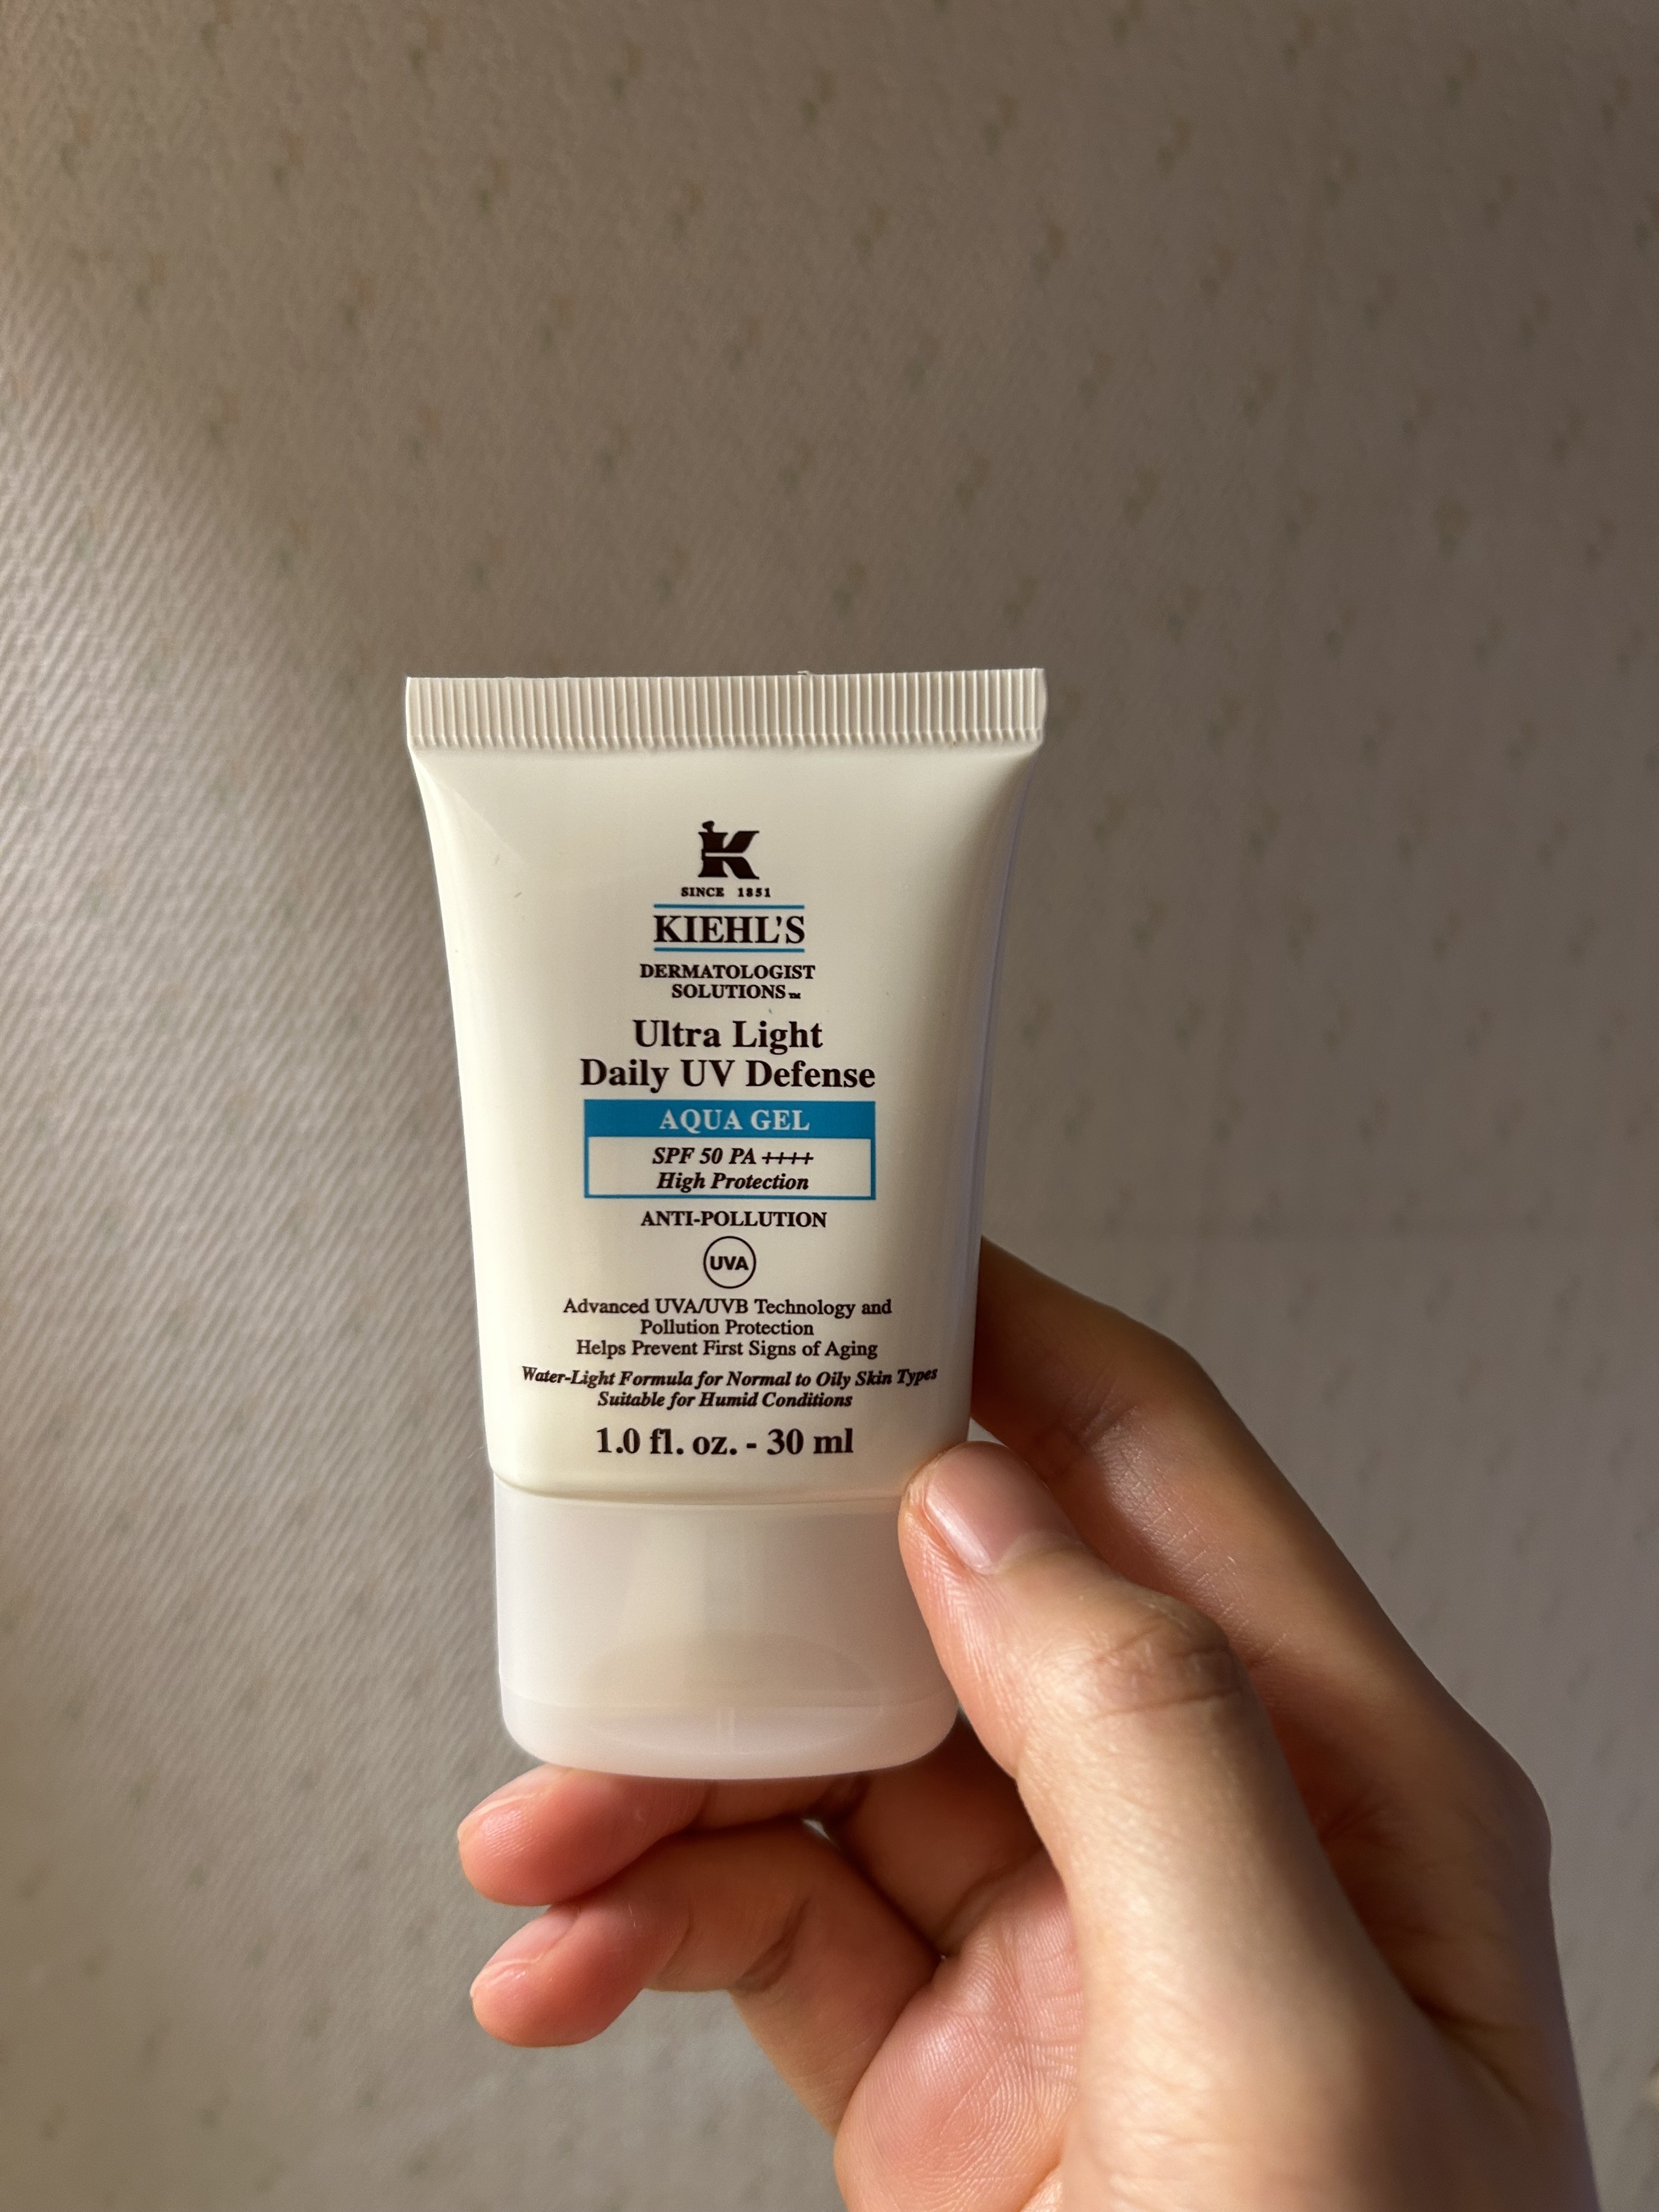 K
SINCE 1851
KIEHL'S
DERMATOLOGIST
SOLUTIONS™
Ultra Light
Daily UV Defense
AQUA GEL
SPF 50 PA ++++
High Protection
ANTI-POLLUTION
UVA
Advanced UVA/UVB Technology and
Pollution Protection
Helps Prevent First Signs of Aging
Water-Light Formula for Normal to Oily Skin Types
Suitable for Humid Conditions
1.0 fl. oz. - 30 ml